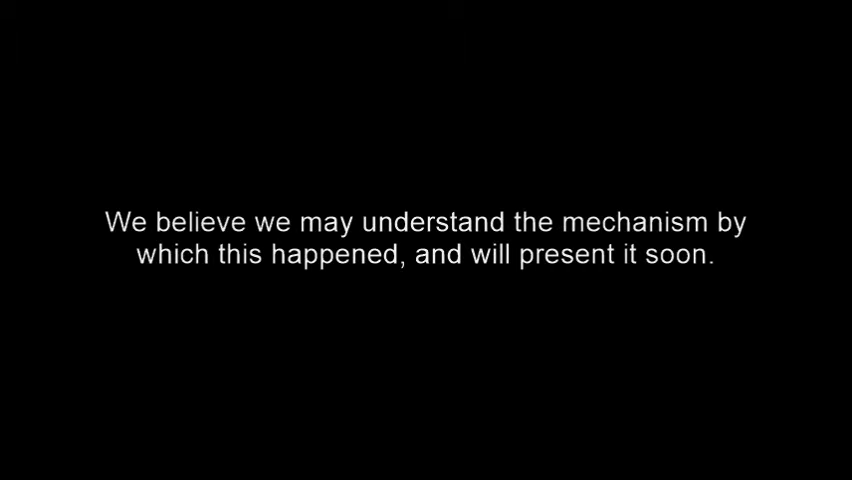 We believe we may understand the mechanism by
which this happened, and will present it soon.